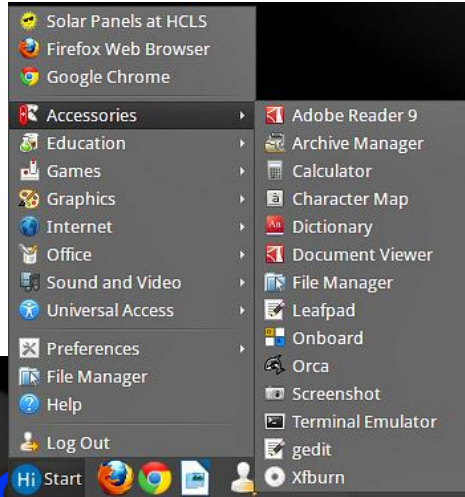 Solar Panels at HCLS
Firefox Web Browser
Google Chrome
Accessories
Education
Games
Graphics
Internet
Office
Sound and Video
Universal Access
Preferences
File Manager
Help
Log Out
Hi Start
Adobe Reader 9
Archive Manager
Calculator
Character Map
Dictionary
Document Viewer
File Manager
Leafpad
Onboard
Orca
Screenshot
Terminal Emulator
gedit
Xfburn